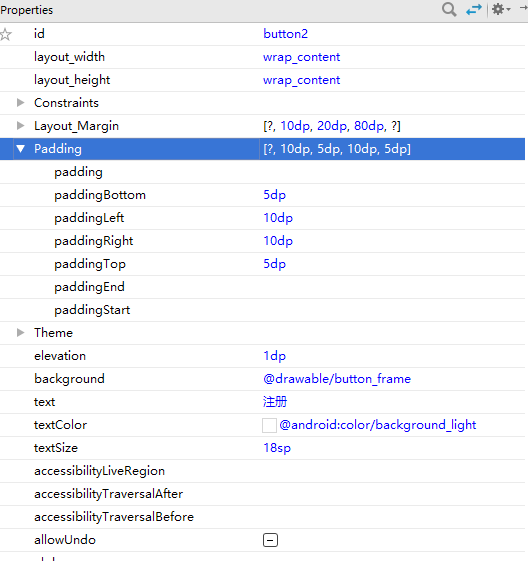 Properties
id button2
layout_width wrap_content
layout_height wrap_content
Constraints
Layout_Margin [?, 10dp, 20dp, 80dp, ?]
Padding [?, 10dp, 5dp, 10dp, 5dp]
padding
paddingBottom 5dp
paddingLeft 10dp
paddingRight 10dp
paddingTop 5dp
paddingEnd
paddingStart
Theme
elevation 1dp
background @drawable/button_frame
text 注册
textColor @android:color/background_light
textSize 18sp
accessibilityLiveRegion
accessibilityTraversalAfter
accessibilityTraversalBefore
allowUndo